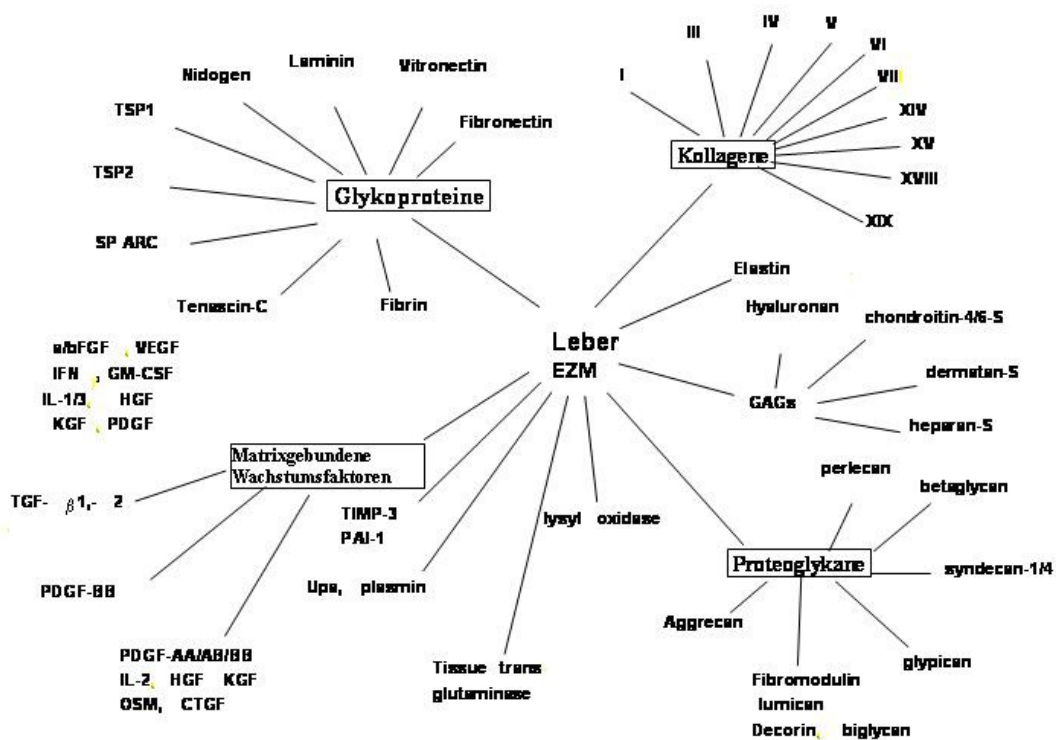 IV
V
III
VI
Laminin
Vitronectin
Nidogen
I
VII
TSP1
XIV
Fibronectin
XV
Kollagene
TSP2
XVIII
Glykoproteine
XIX
SP ARC
Elastin
Tenascin-C
Fibrin
Hyaluronan
chondroitin-4/6-S
Leber
EZM
a/bFGF , VEGF
IFN , GM-CSF
IL-1/3, HGF
KGF, PDGF
dermatan-S
GAGs
heparan-S
Matrixgebundene
Wachstumsfaktoren
perlecan
betaglycan
TGF- β1,- 2
TIMP-3
PAI-1
lysyl oxidase
Proteoglykane
syndecan-1/4
PDGF-BB
Upa, plasmin
Aggrecan
glypican
PDGF-AA/AB/BB
IL-2, HGF KGF
OSM, CTGF
Tissue trans
glutaminase
Fibromodulin
lumican
Decorin, biglycan